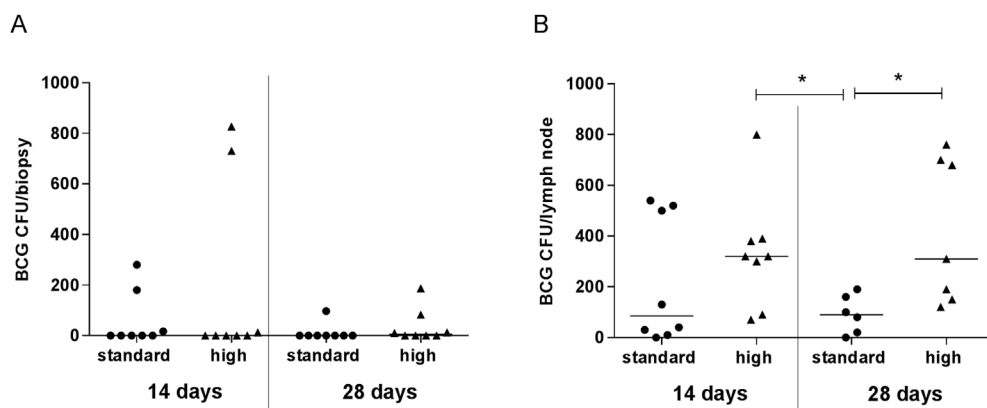 A
BCG CFU/biopsy
1000
800
600
400
200
0
standard high standard high
14 days 28 days
B
BCG CFU/lymph node
1000
800
600
400
200
0
* *
standard high standard high
14 days 28 days